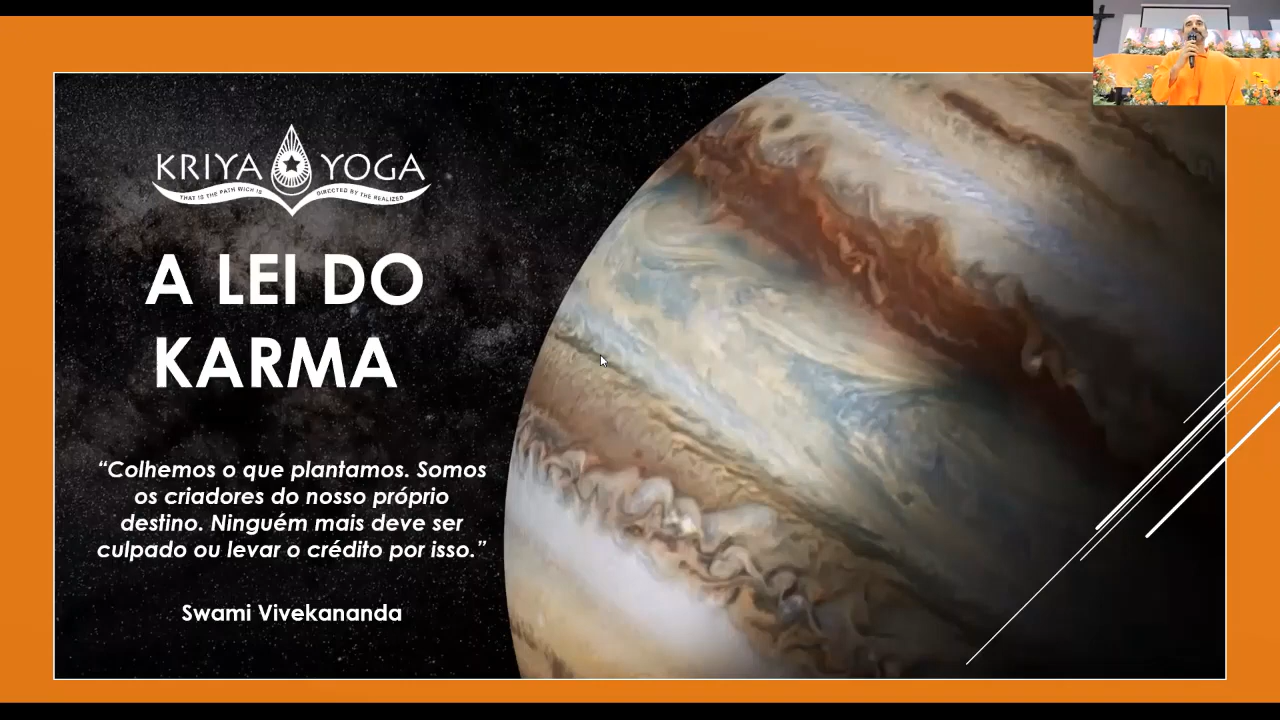 KRIYA YOGA
THAT IS THE PATH WICH IS DIRECTED BY THE REALIZED
A LEI DO
KARMA
“Colhemos o que plantamos. Somos
os criadores do nosso próprio
destino. Ninguém mais deve ser
culpado ou levar o crédito por isso.”
Swami Vivekananda